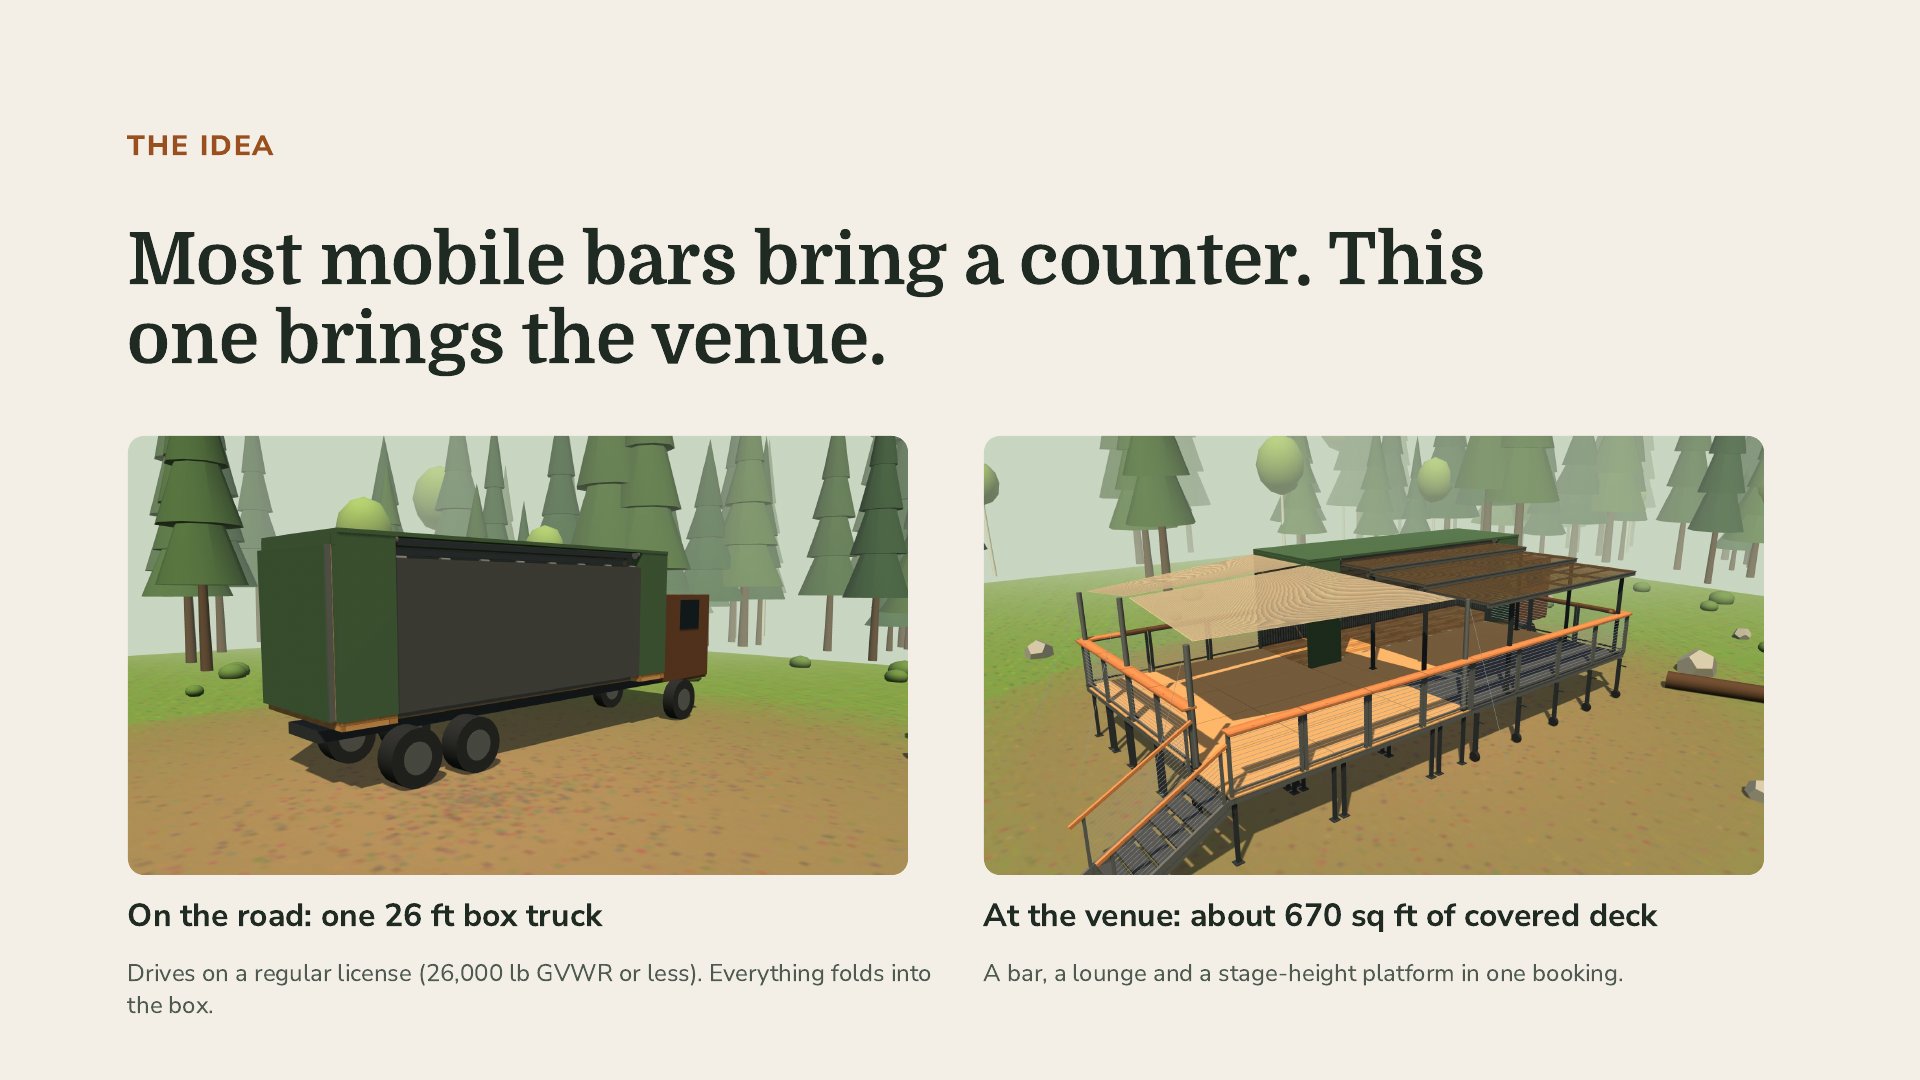 THE IDEA
Most mobile bars bring a counter. This
one brings the venue.
On the road: one 26 ft box truck
Drives on a regular license (26,000 lb GVWR or less). Everything folds into
the box.
At the venue: about 670 sq ft of covered deck
A bar, a lounge and a stage-height platform in one booking.